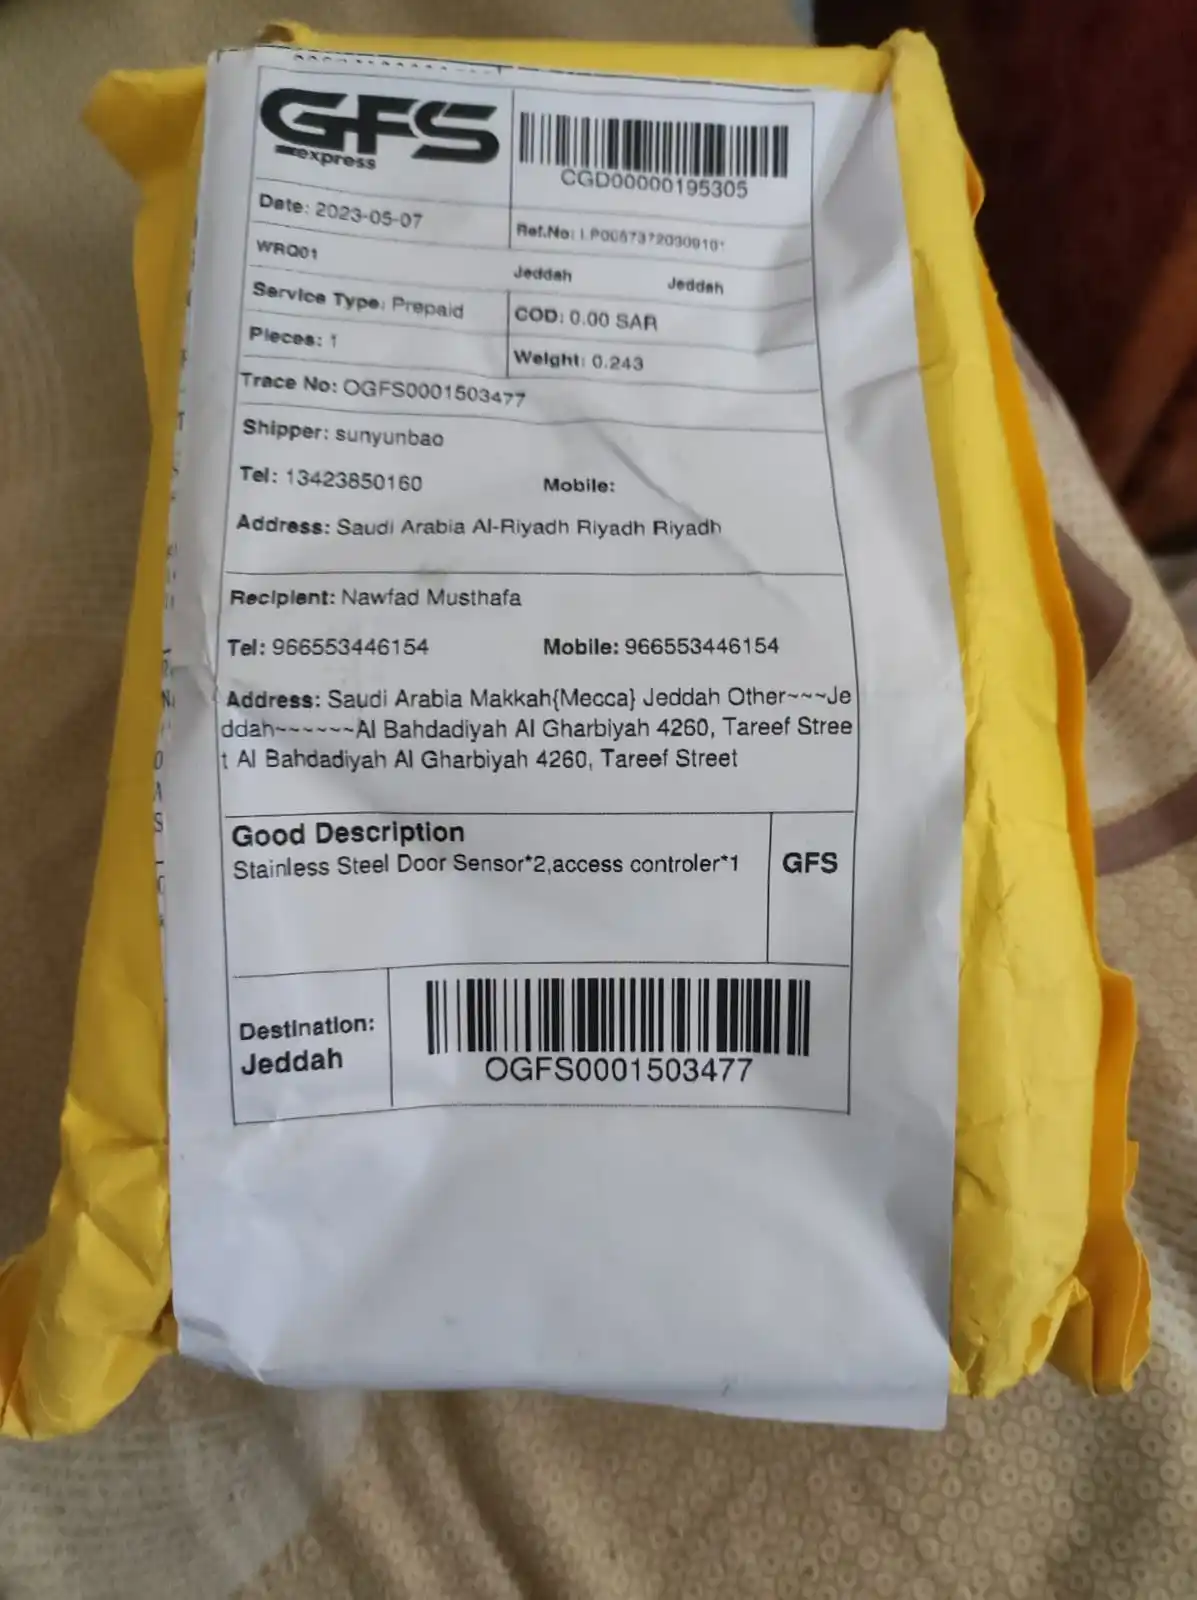 GFS
express
CGD00000195305
Date: 2023-05-07
Ref.No:
WRQ01
Jeddah Jeddah
Service Type: Prepaid
COD: 0.00 SAR
Pieces: 1
Weight: 0.243
Trace No: OGFS0001503477
Shipper: sunyunbao
Tel: 13423850160 Mobile:
Address: Saudi Arabia Al-Riyadh Riyadh Riyadh
Recipient: Nawfad Musthafa
Tel: 966553446154 Mobile: 966553446154
Address: Saudi Arabia Makkah{Mecca} Jeddah Other~~~Je
ddah~~~~~~Al Bahdadiyah Al Gharbiyah 4260, Tareef Stree
t Al Bahdadiyah Al Gharbiyah 4260, Tareef Street
Good Description
Stainless Steel Door Sensor*2,access controler*1
GFS
Destination:
Jeddah
OGFS0001503477